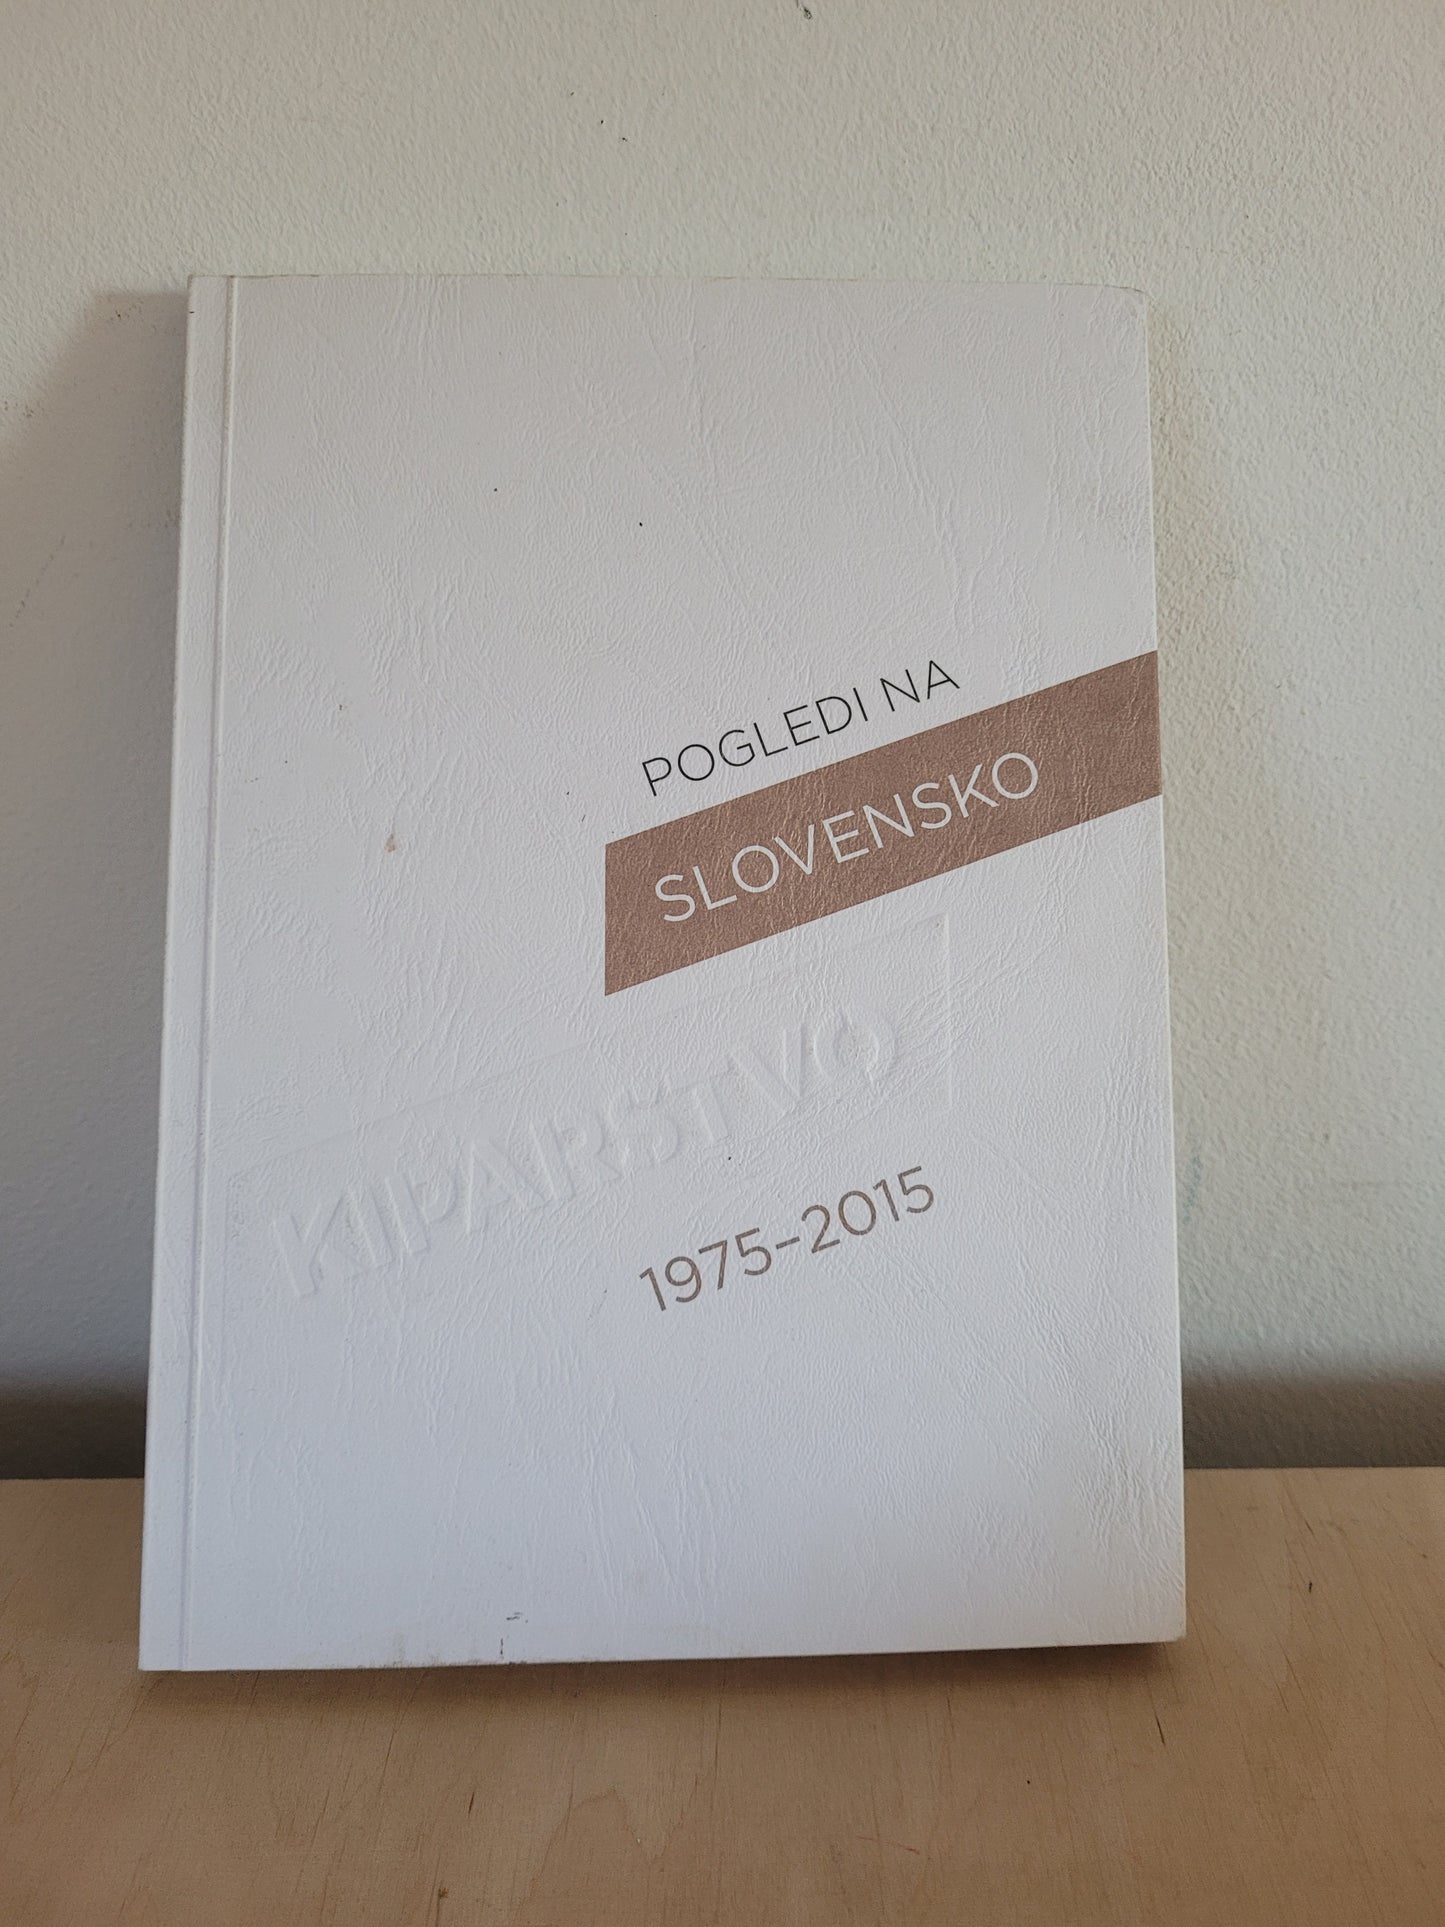 POGLEDI NA
SLOVENSKO
KIPARSTVO
1975–2015